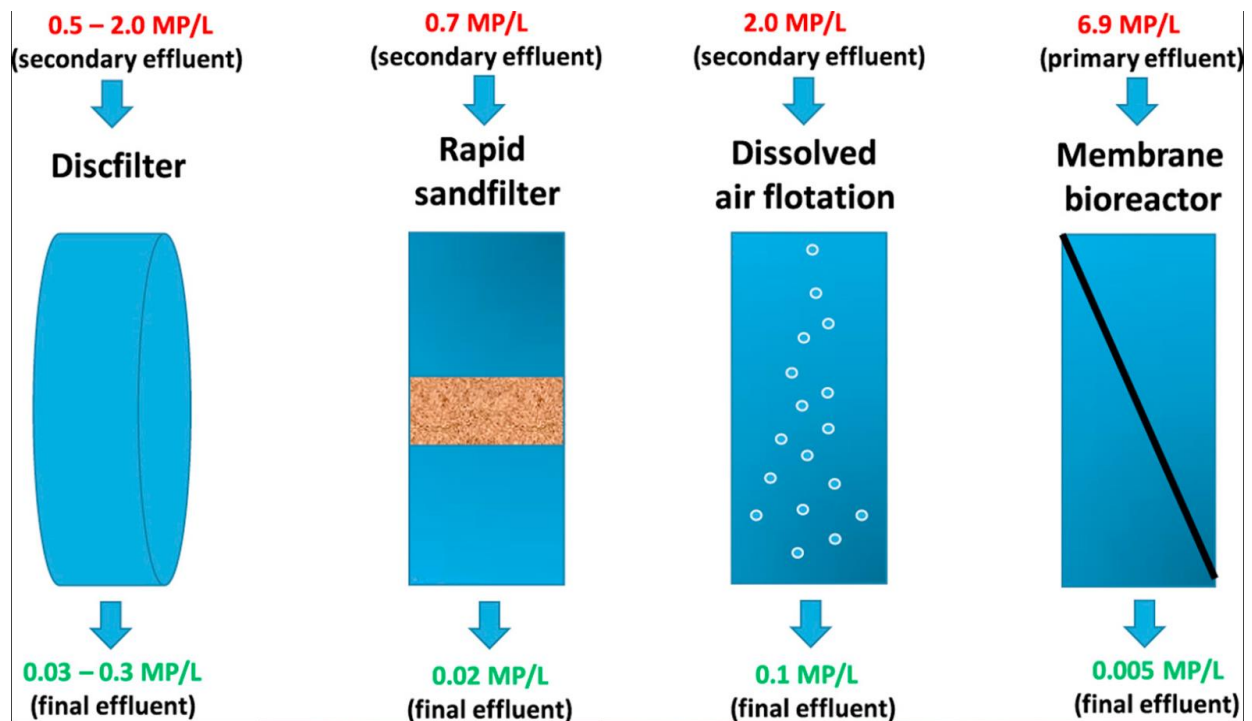 0.5 – 2.0 MP/L
(secondary effluent)
Discfilter
0.03 – 0.3 MP/L
(final effluent)
0.7 MP/L
(secondary effluent)
Rapid
sandfilter
0.02 MP/L
(final effluent)
2.0 MP/L
(secondary effluent)
Dissolved
air flotation
0.1 MP/L
(final effluent)
6.9 MP/L
(primary effluent)
Membrane
bioreactor
0.005 MP/L
(final effluent)